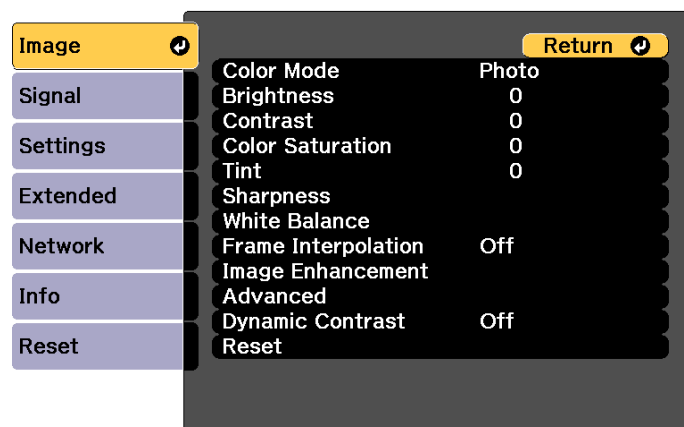 Image
Signal
Settings
Extended
Network
Info
Reset
Return
Color Mode Photo
Brightness 0
Contrast 0
Color Saturation 0
Tint 0
Sharpness
White Balance
Frame Interpolation Off
Image Enhancement
Advanced
Dynamic Contrast Off
Reset